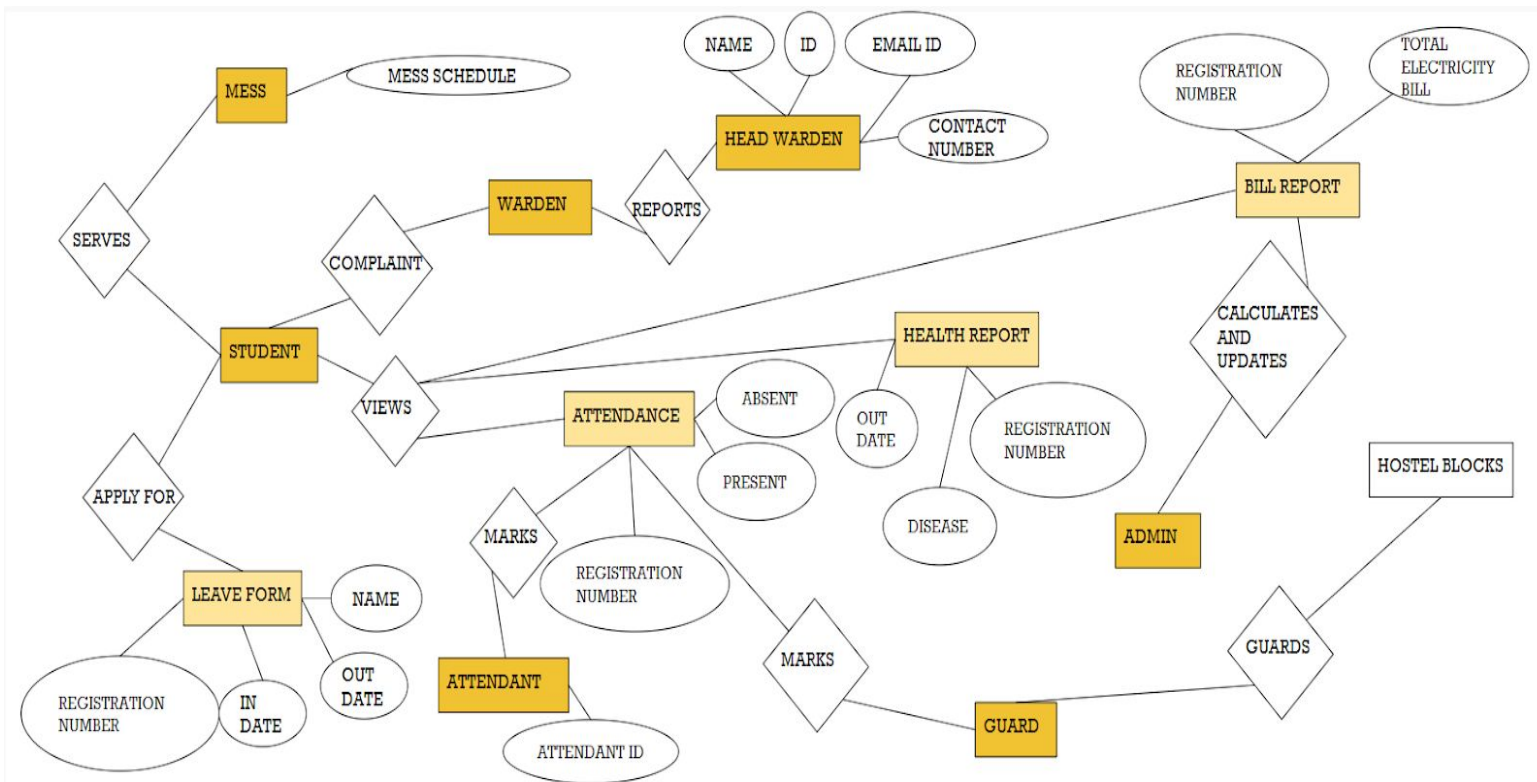 NAME
ID
EMAIL ID
TOTAL
ELECTRICITY
BILL
REGISTRATION
NUMBER
MESS SCHEDULE
MESS
HEAD WARDEN
CONTACT
NUMBER
BILL REPORT
WARDEN
REPORTS
SERVES
COMPLAINT
CALCULATES
AND
UPDATES
HEALTH REPORT
STUDENT
VIEWS
ATTENDANCE
ABSENT
OUT
DATE
REGISTRATION
NUMBER
HOSTEL BLOCKS
PRESENT
APPLY FOR
DISEASE
MARKS
ADMIN
REGISTRATION
NUMBER
LEAVE FORM
NAME
GUARDS
MARKS
OUT
DATE
ATTENDANT
REGISTRATION
NUMBER
IN
DATE
GUARD
ATTENDANT ID